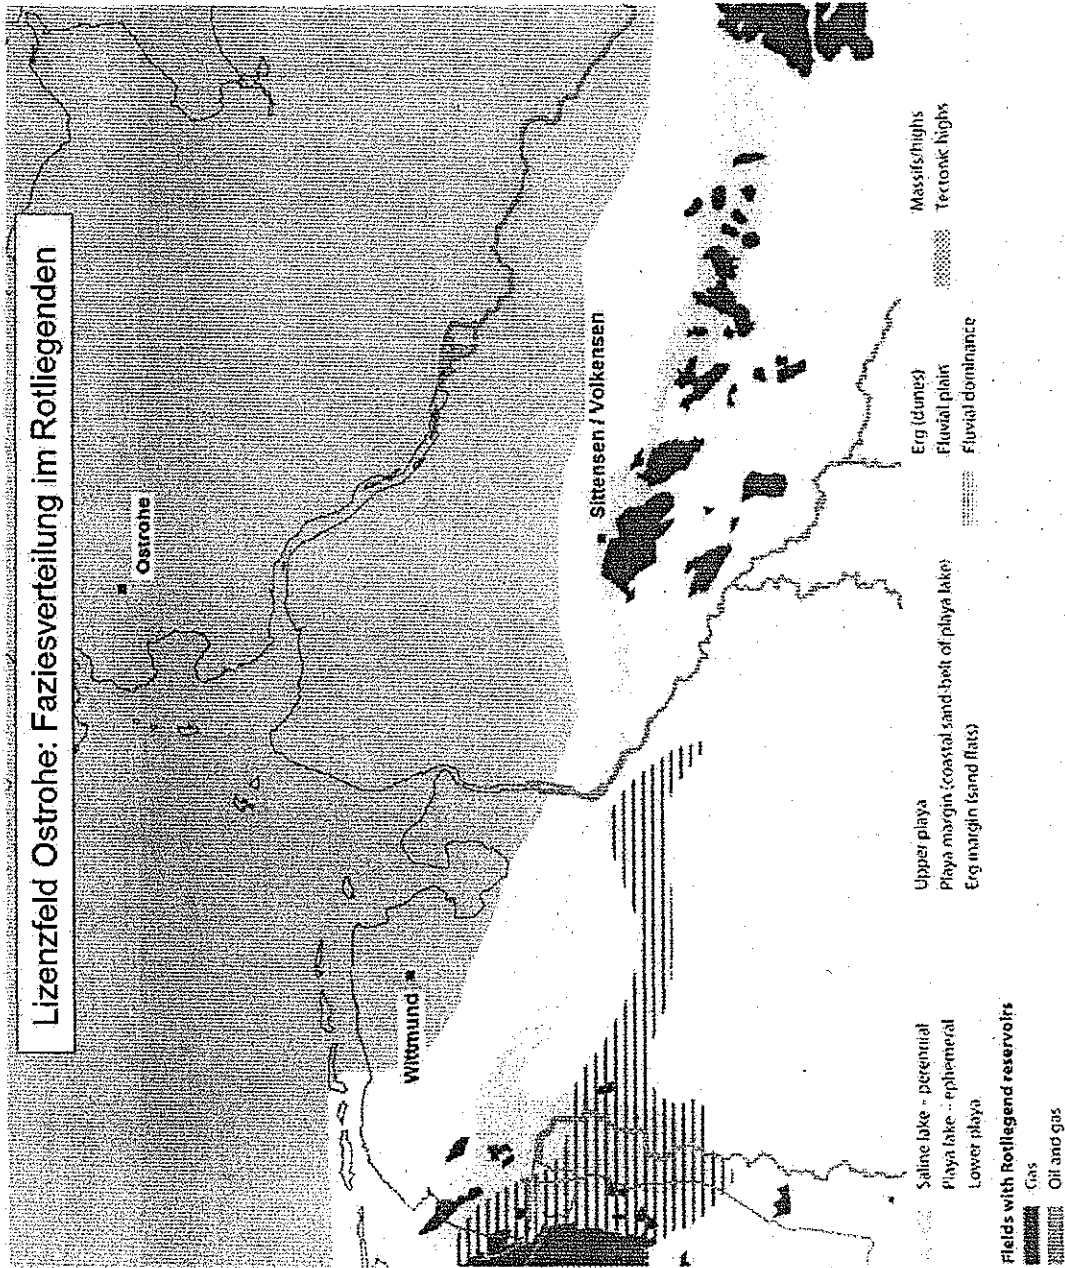 Lizenzfeld Ostrohe: Faziesverteilung im Rotliegenden
Ostrohe
Wittmund
Sittensen / Volkensen
Saline lake - perennial
Playa lake - ephemeral
Lower playa
Upper playa
Playa margin (coastal sand-belt of playa lake)
Erg margin (sand flats)
Erg (dunes)
Fluvial plain
Fluvial dominance
Massifs/highs
Tectonic highs
Fields with Rotliegend reservoirs
Gas
Oil and gas